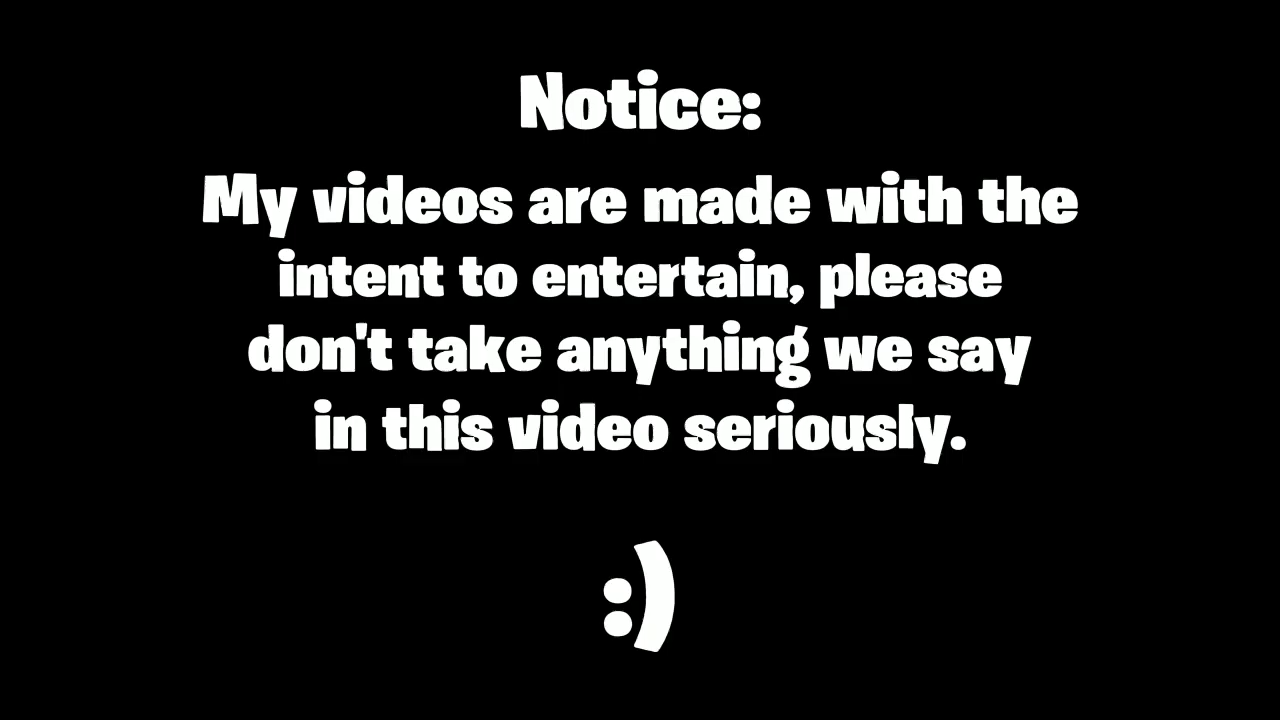 Notice:
My videos are made with the
intent to entertain, please
don't take anything we say
in this video seriously.
:)